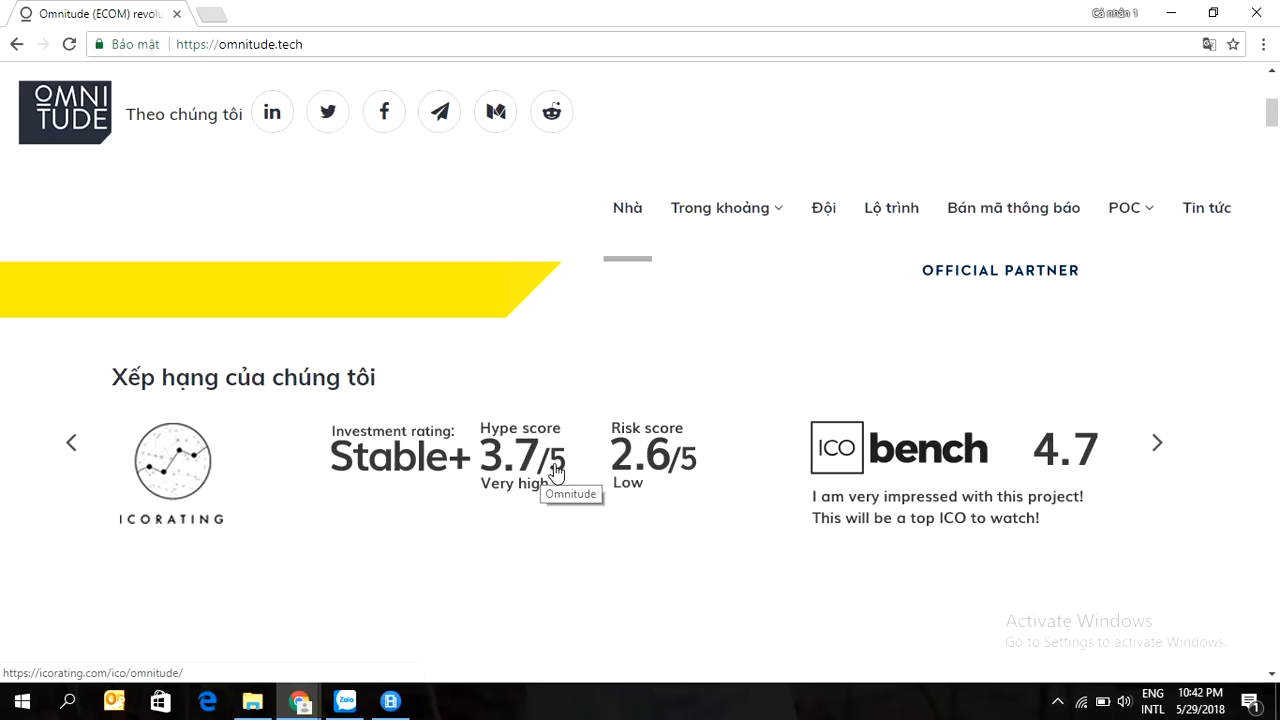 Omnitude (ECOM) revolu
Cá nhân 1
Bảo mật
https://omnitude.tech
OMNI
TUDE
Theo chúng tôi
Nhà
Trong khoảng
Đội
Lộ trình
Bán mã thông báo
POC
Tin tức
OFFICIAL PARTNER
Xếp hạng của chúng tôi
ICORATING
Investment rating:
Stable+
Hype score
3.7/5
Very high
Omnitude
Risk score
2.6/5
Low
ICO bench 4.7
I am very impressed with this project!
This will be a top ICO to watch!
Activate Windows
Go to Settings to activate Windows.
https://icorating.com/ico/omnitude/
Zalo
ENG
INTL
10:42 PM
5/29/2018
1